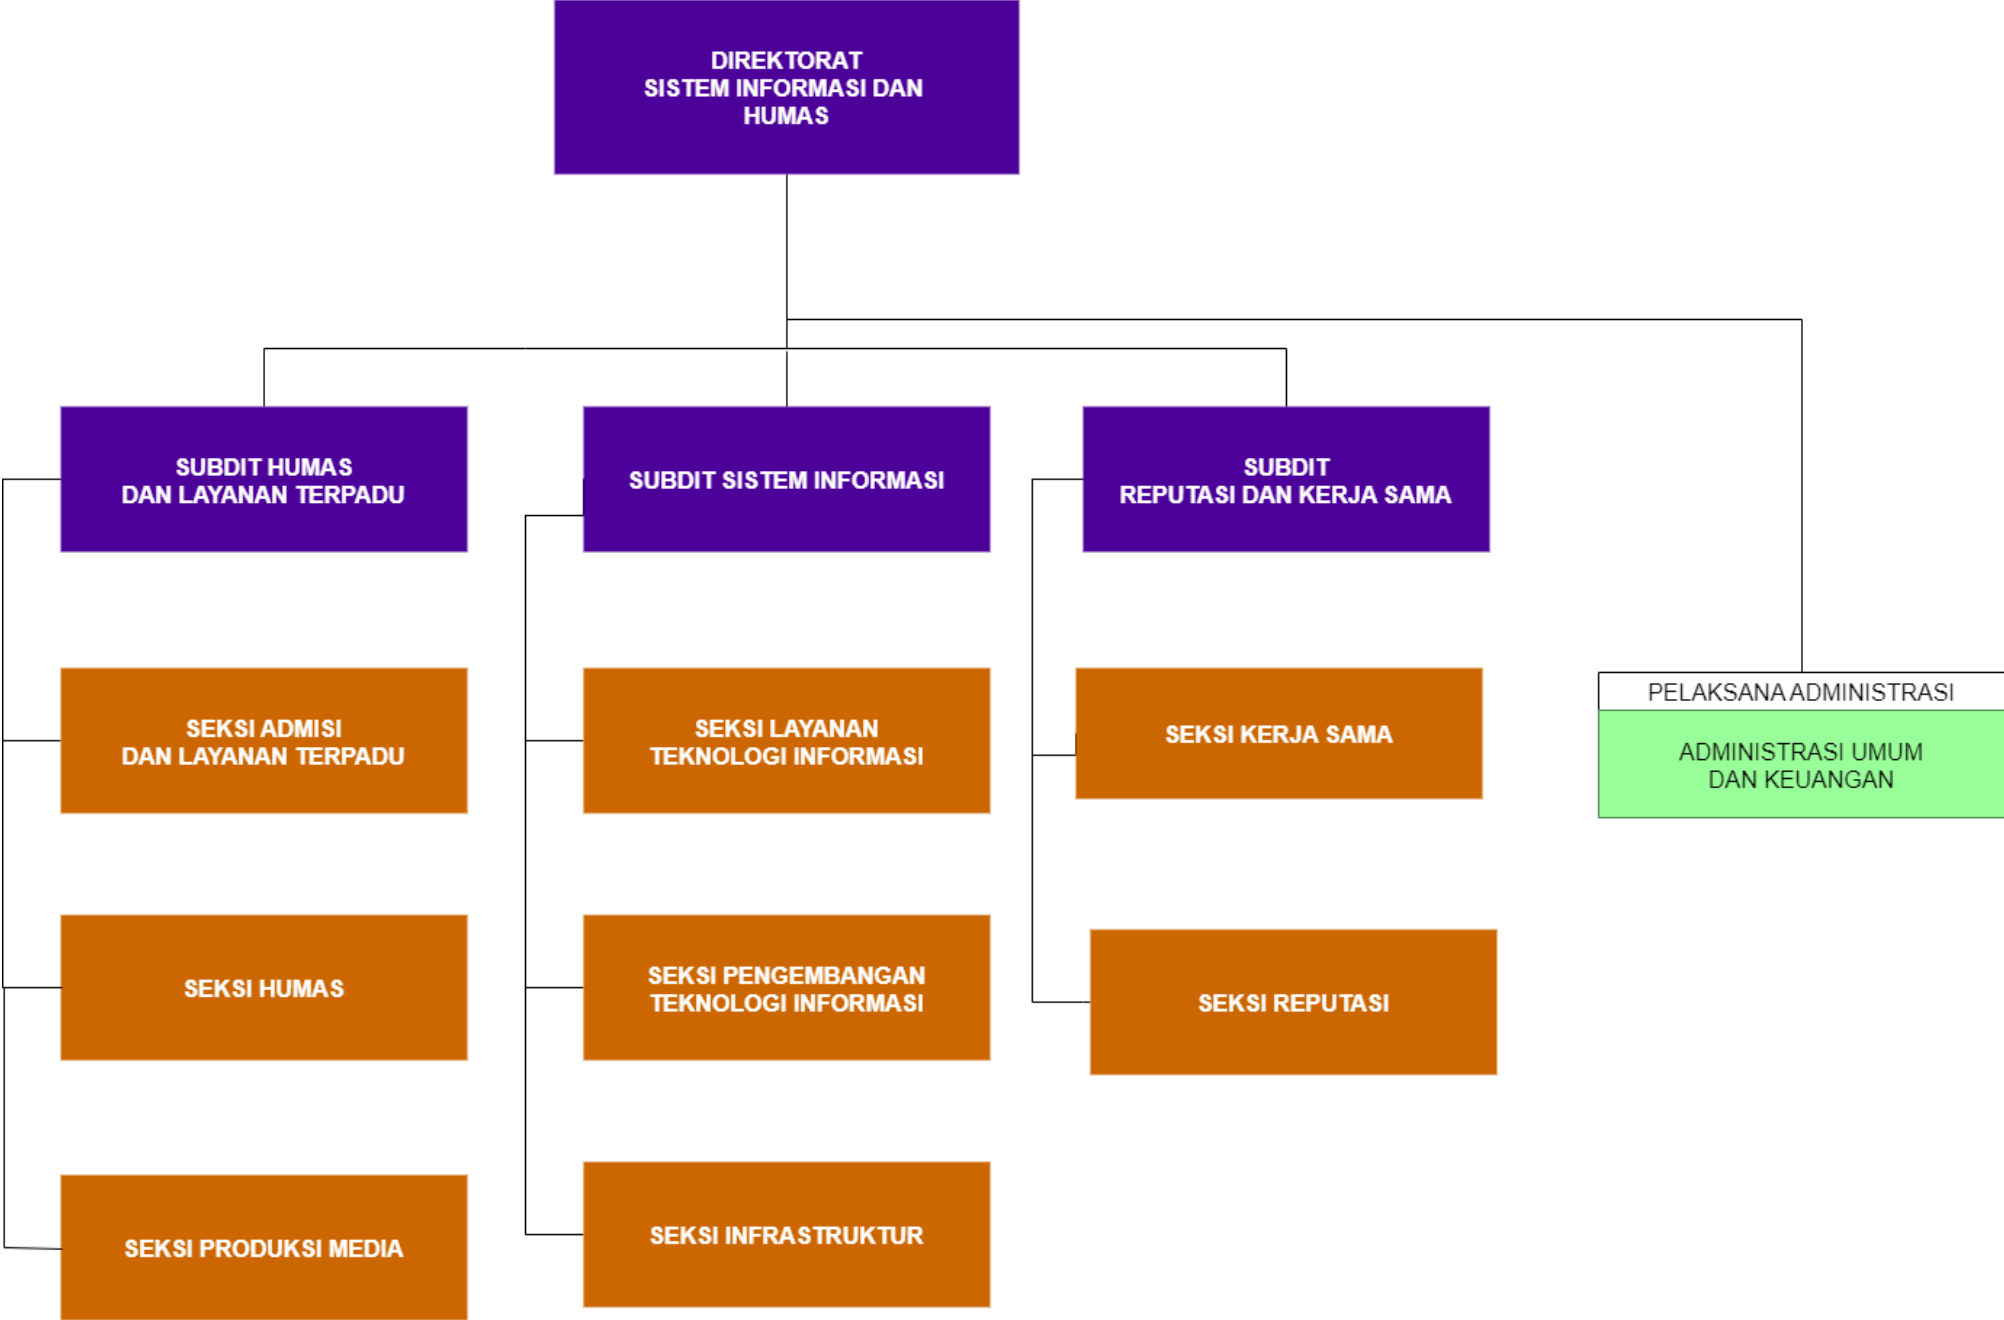 DIREKTORAT
SISTEM INFORMASI DAN
HUMAS
SUBDIT HUMAS
DAN LAYANAN TERPADU
SUBDIT SISTEM INFORMASI
SUBDIT
REPUTASI DAN KERJA SAMA
SEKSI ADMISI
DAN LAYANAN TERPADU
SEKSI LAYANAN
TEKNOLOGI INFORMASI
SEKSI KERJA SAMA
PELAKSANA ADMINISTRASI
ADMINISTRASI UMUM
DAN KEUANGAN
SEKSI HUMAS
SEKSI PENGEMBANGAN
TEKNOLOGI INFORMASI
SEKSI REPUTASI
SEKSI PRODUKSI MEDIA
SEKSI INFRASTRUKTUR